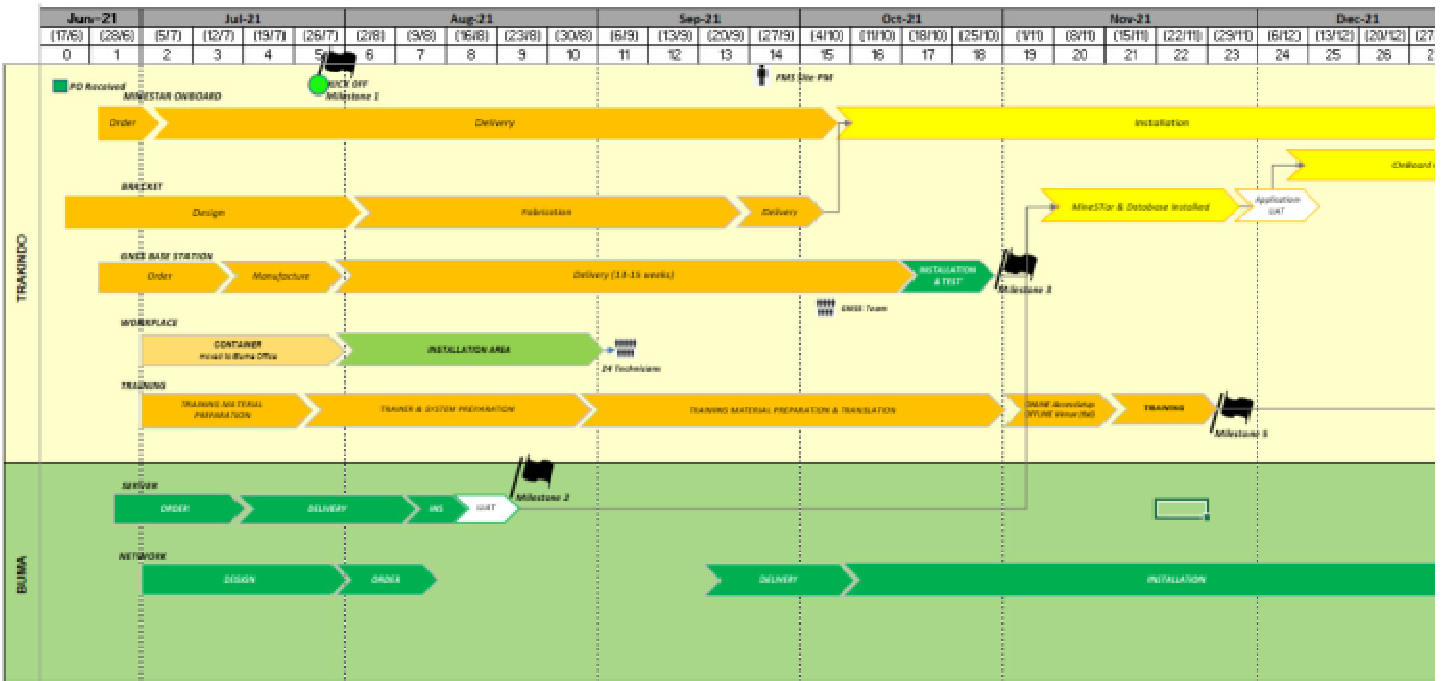 Jun-21 Jul-21 Aug-21 Sep-21 Oct-21 Nov-21 Dec-21
(17/6) (28/6) (5/7) (12/7) (19/7) (26/7) (2/8) (9/8) (16/8) (23/8) (30/8) (6/9) (13/9) (20/9) (27/9) (4/10) (11/10) (18/10) (25/10) (1/11) (8/11) (15/11) (22/11) (29/11) (6/12) (13/12) (20/12) (27
0 1 2 3 4 5 6 7 8 9 10 11 12 13 14 15 16 17 18 19 20 21 22 23 24 25 26 2
TRAKINDO
PO Received
KICK OFF
Milestone 1
FMS Site PM
MINESTAR ONBOARD
Order Delivery Installation
OnBoard
BRACKET
Design Fabrication Delivery
MineSTar & Database Installed
Application
UAT
GNSS BASE STATION
Order Manufacture Delivery (13-15 weeks)
INSTALLATION
& TEST
Milestone 3
GNSS Team
WORKPLACE
CONTAINER
moved to Buma Office
INSTALLATION AREA
24 Technicians
TRAINING
TRAINING MATERIAL
PREPARATION
TRAINER & SYSTEM PREPARATION
TRAINING MATERIAL PREPARATION & TRANSLATION
TRAINING
Milestone 5
BUMA
SERVER
ORDER DELIVERY INS UAT
Milestone 2
NETWORK
DESIGN ORDER DELIVERY INSTALLATION